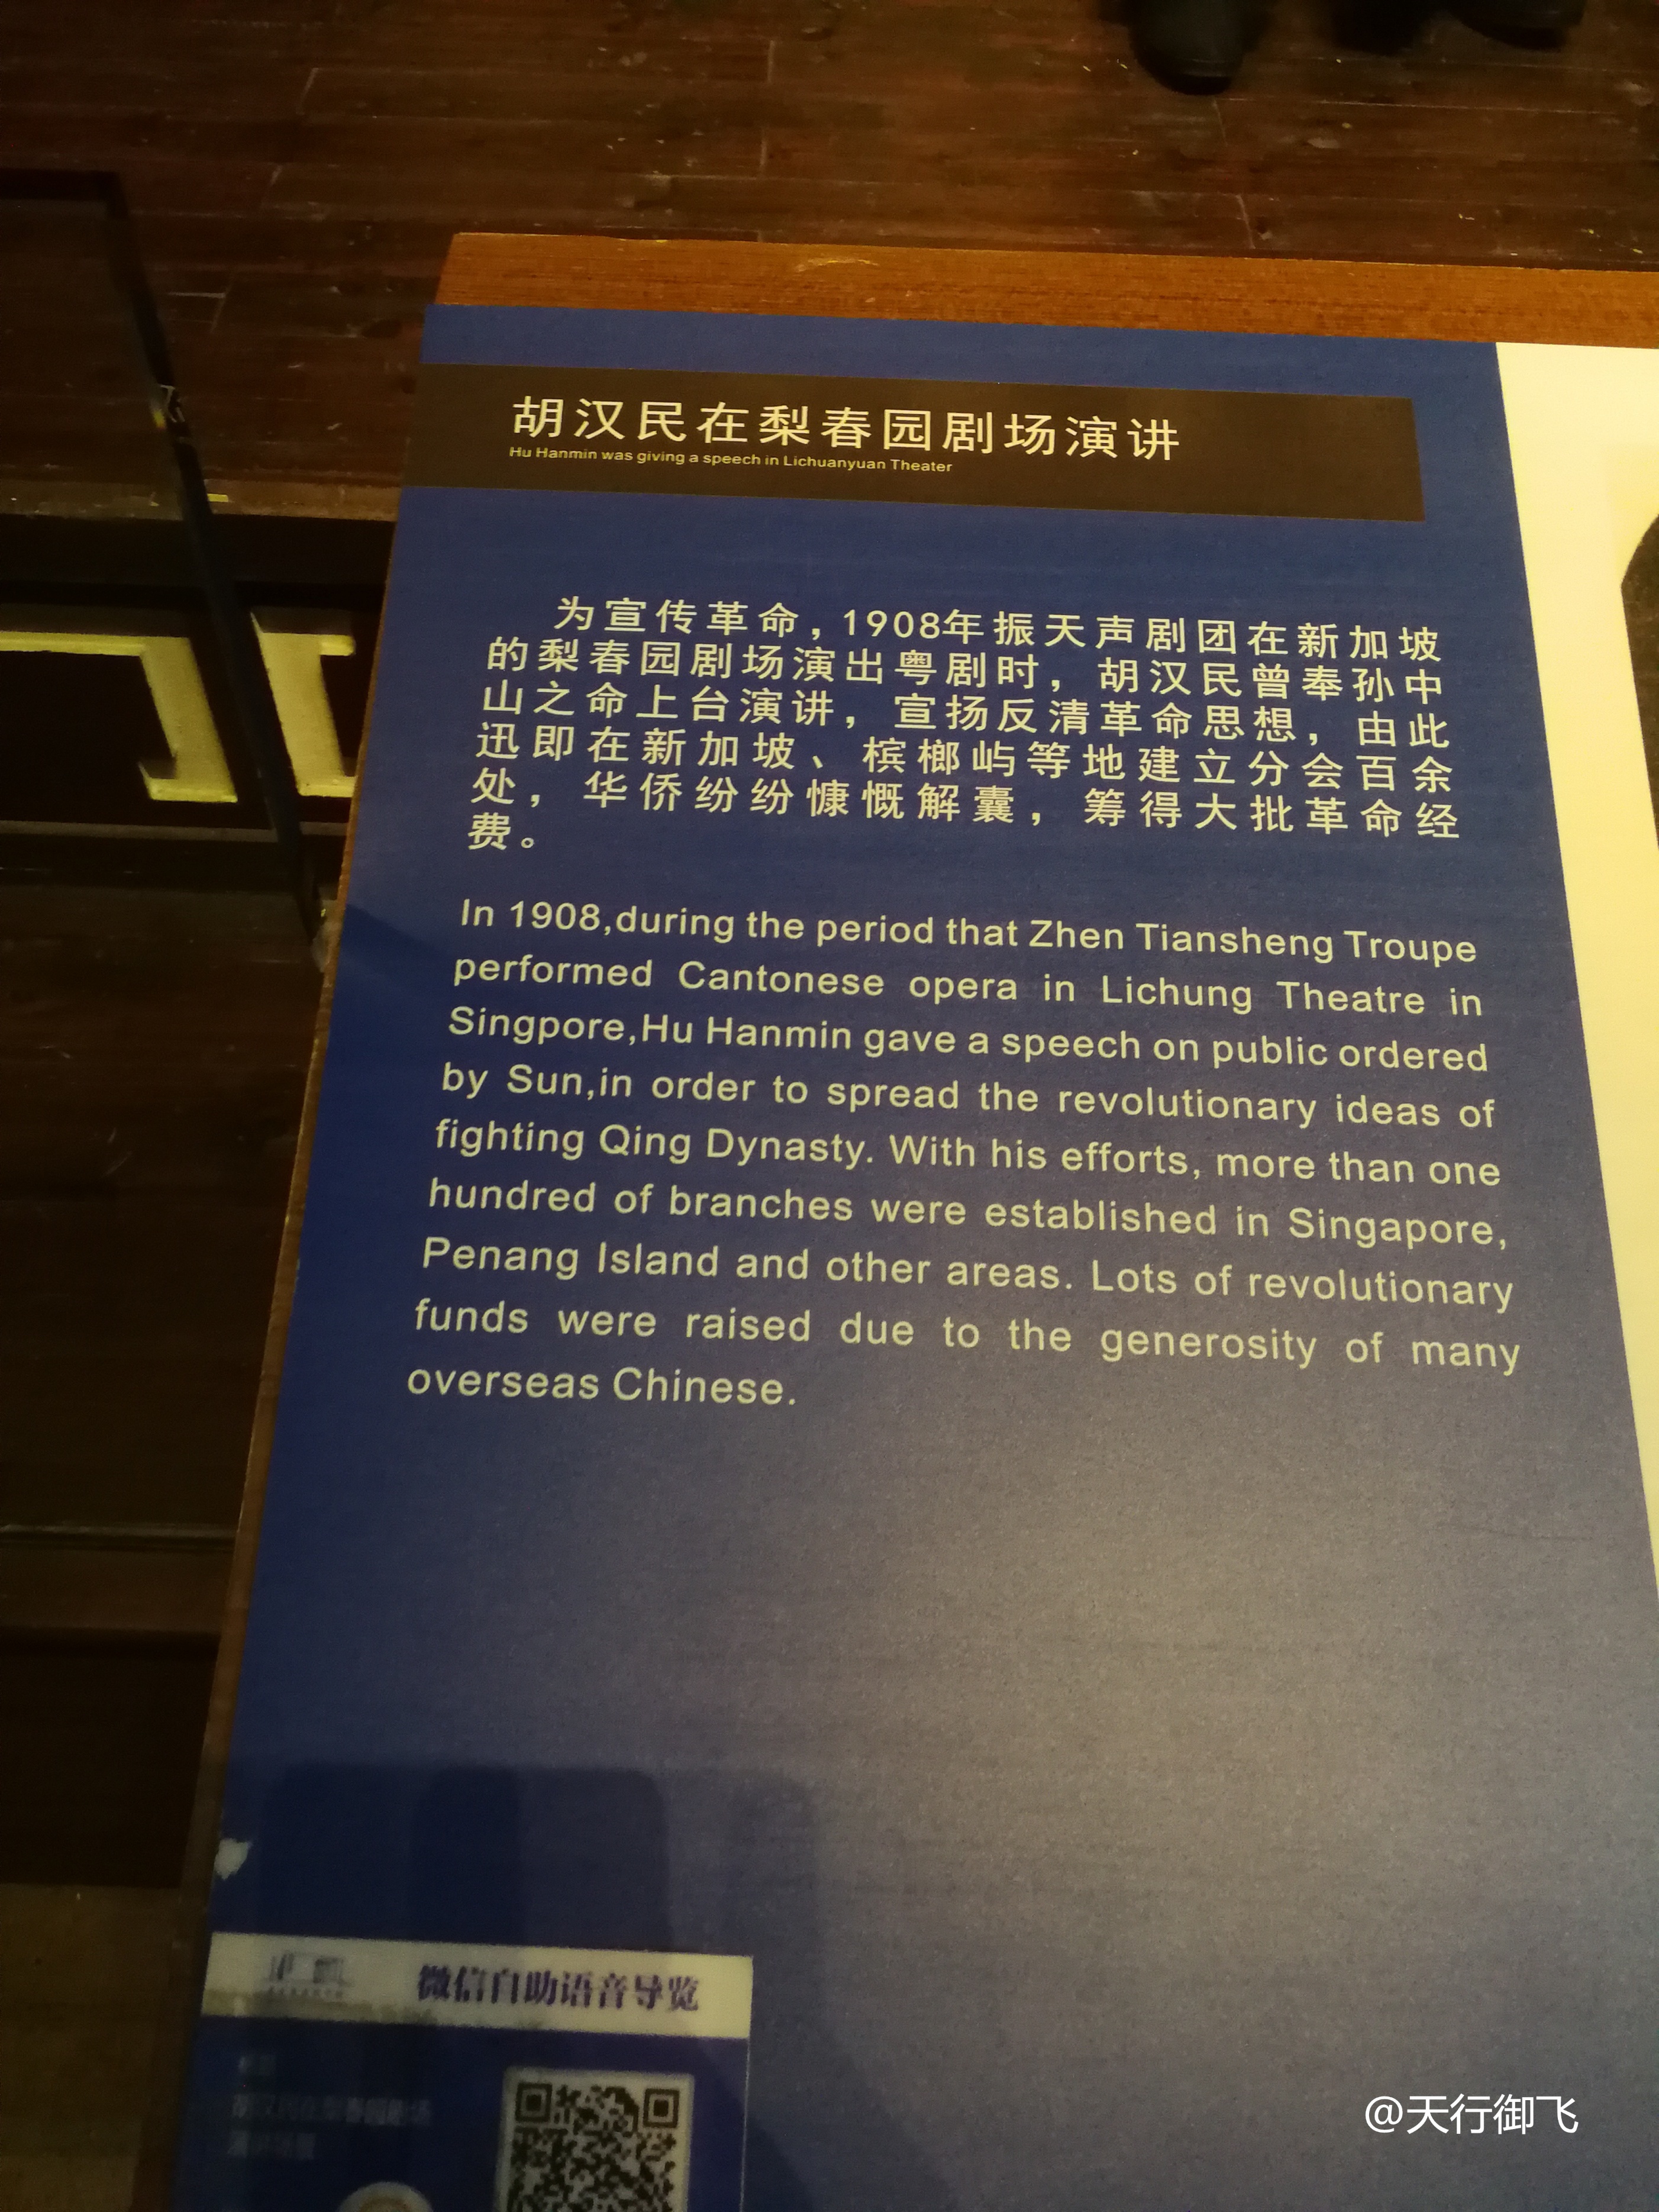 胡汉民在梨春园剧场演讲
Hu Hanmin was giving a speech in Lichuanyuan Theater
为宣传革命，1908年振天声剧团在新加坡
的梨春园剧场演出粤剧时，胡汉民曾奉孙中
山之命上台演讲，宣扬反清革命思想，由此
迅即在新加坡、槟榔屿等地建立分会百余
处，华侨纷纷慷慨解囊，筹得大批革命经
费。
In 1908,during the period that Zhen Tiansheng Troupe
performed Cantonese opera in Lichung Theatre in
Singpore,Hu Hanmin gave a speech on public ordered
by Sun,in order to spread the revolutionary ideas of
fighting Qing Dynasty. With his efforts, more than one
hundred of branches were established in Singapore,
Penang Island and other areas. Lots of revolutionary
funds were raised due to the generosity of many
overseas Chinese.
微信自助语音导览
@天行御飞